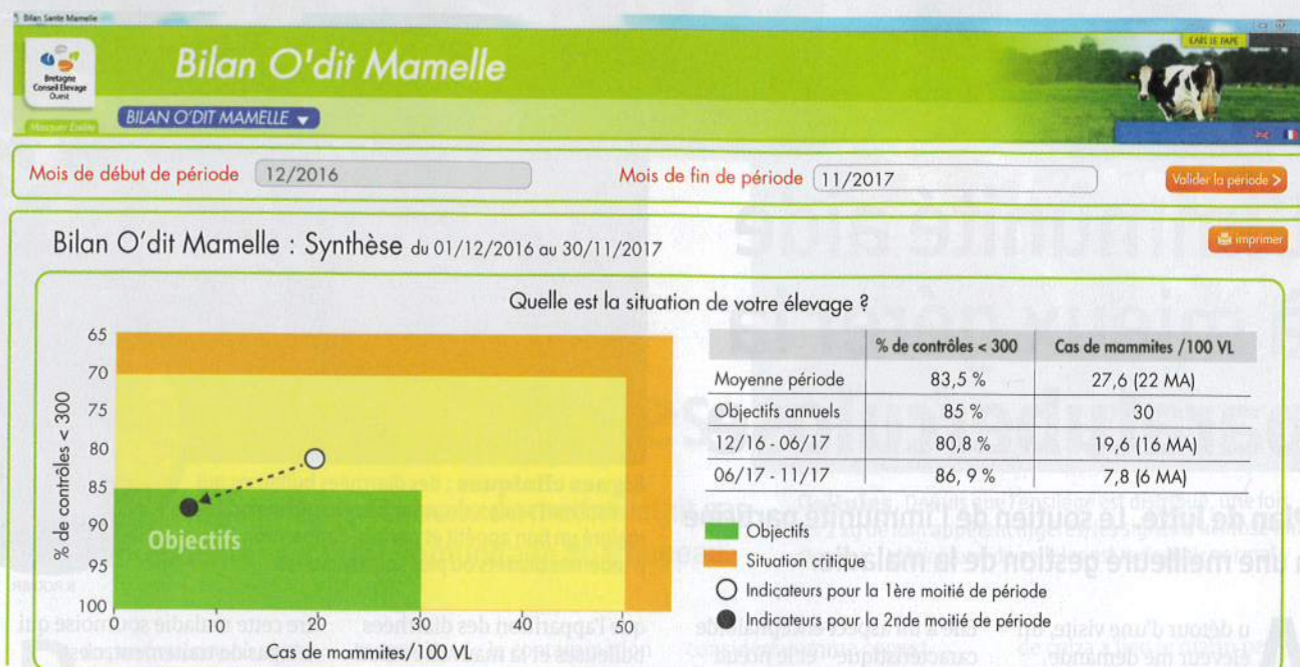 Bilan Sante Mamelle
EARL LE PAPE
Bretagne
Conseil Elevage
Ouest
Bilan O'dit Mamelle
Masquer Entête
BILAN O'DIT MAMELLE
Mois de début de période 12/2016 Mois de fin de période 11/2017 Valider la période >
Bilan O'dit Mamelle : Synthèse du 01/12/2016 au 30/11/2017 imprimer
Quelle est la situation de votre élevage ?
% de contrôles < 300
65
70
75
80
85
90
95
100
Objectifs
0 10 20 30 40 50
Cas de mammites/100 VL
% de contrôles < 300 Cas de mammites /100 VL
Moyenne période 83,5 % 27,6 (22 MA)
Objectifs annuels 85 % 30
12/16 - 06/17 80,8 % 19,6 (16 MA)
06/17 - 11/17 86, 9 % 7,8 (6 MA)
Objectifs
Situation critique
Indicateurs pour la 1ère moitié de période
Indicateurs pour la 2nde moitié de période